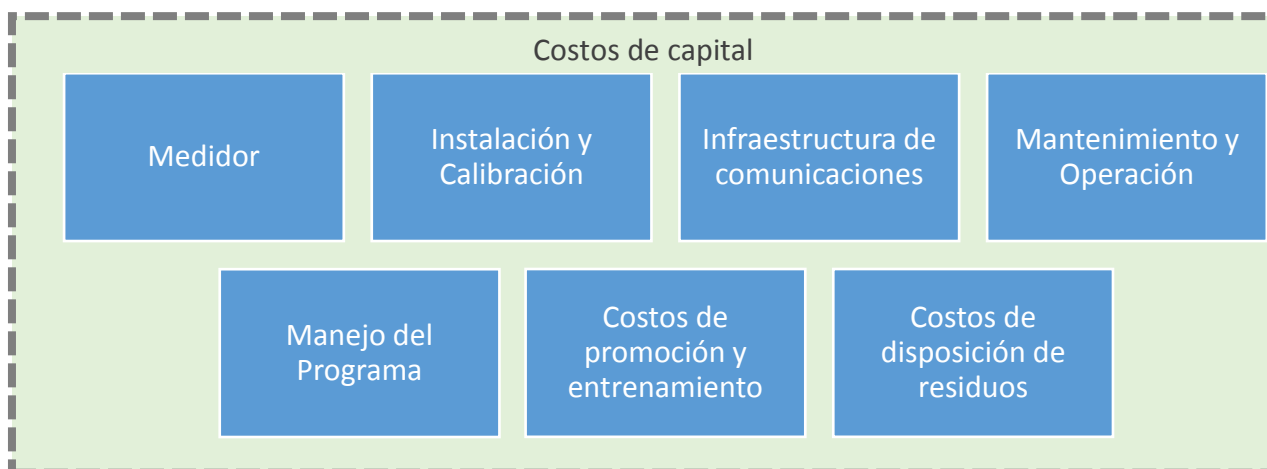 Costos de capital
Medidor
Instalación y
Calibración
Infraestructura de
comunicaciones
Mantenimiento y
Operación
Manejo del
Programa
Costos de
promoción y
entrenamiento
Costos de
disposición de
residuos